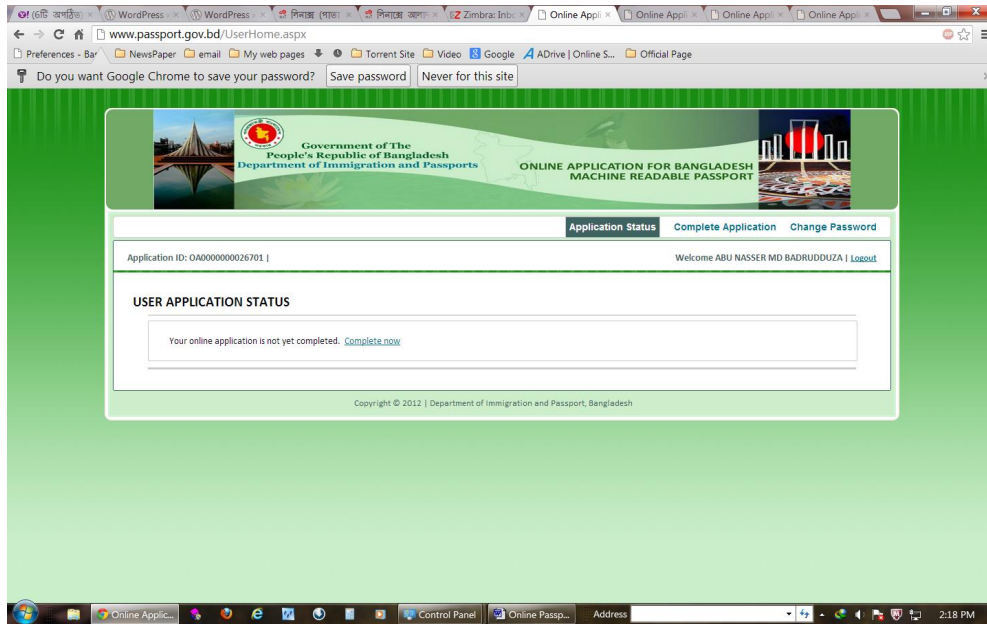 (6টি অপঠিত)
WordPress
WordPress
পিনাক্স (পাতা
পিনাক্সে আলা
Zimbra: Inbc
Online Appli
Online Appli
Online Appli
Online Appli
www.passport.gov.bd/UserHome.aspx
Preferences - Bar
NewsPaper
email
My web pages
Torrent Site
Video
Google
ADrive | Online S...
Official Page
Do you want Google Chrome to save your password?
Save password
Never for this site
Government of The
People's Republic of Bangladesh
Department of Immigration and Passports
ONLINE APPLICATION FOR BANGLADESH
MACHINE READABLE PASSPORT
Application Status
Complete Application
Change Password
Application ID: OA0000000026701 |
Welcome ABU NASSER MD BADRUDDUZA | Logout
USER APPLICATION STATUS
Your online application is not yet completed. Complete now
Copyright © 2012 | Department of Immigration and Passport, Bangladesh
Online Applic...
Control Panel
Online Passp...
Address
2:18 PM